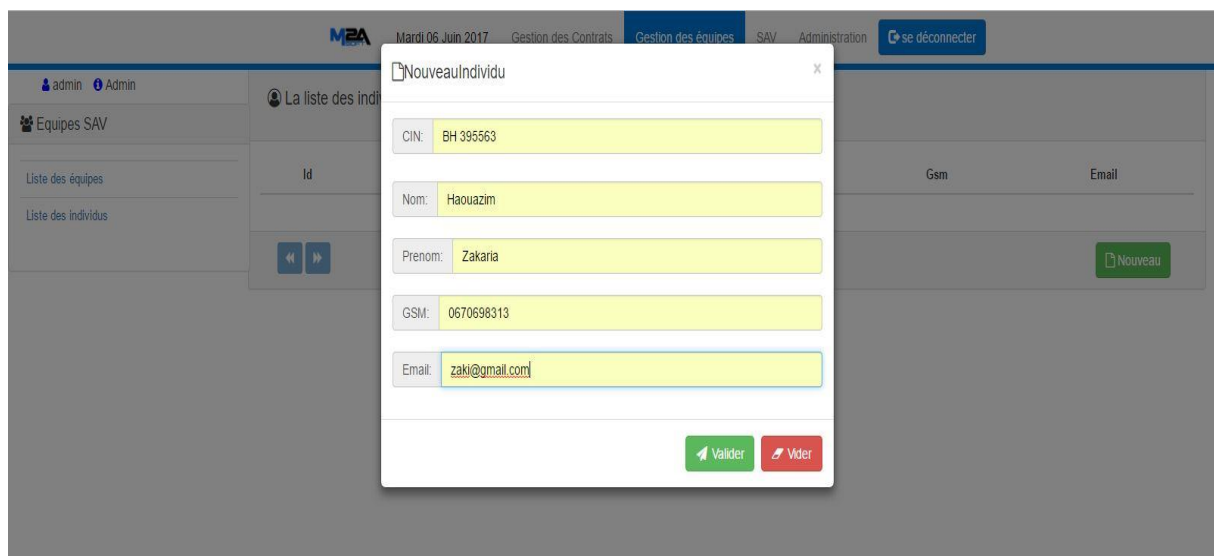 M2A Mardi 06 Juin 2017 Gestion des Contrats Gestion des équipes SAV Administration se déconnecter
admin Admin
Equipes SAV
Liste des équipes
Liste des individus
La liste des indi
Id Gsm Email
Nouveau
NouveauIndividu ×
CIN: BH 395563
Nom: Haouazim
Prenom: Zakaria
GSM: 0670698313
Email: zaki@gmail.com
Valider Vider